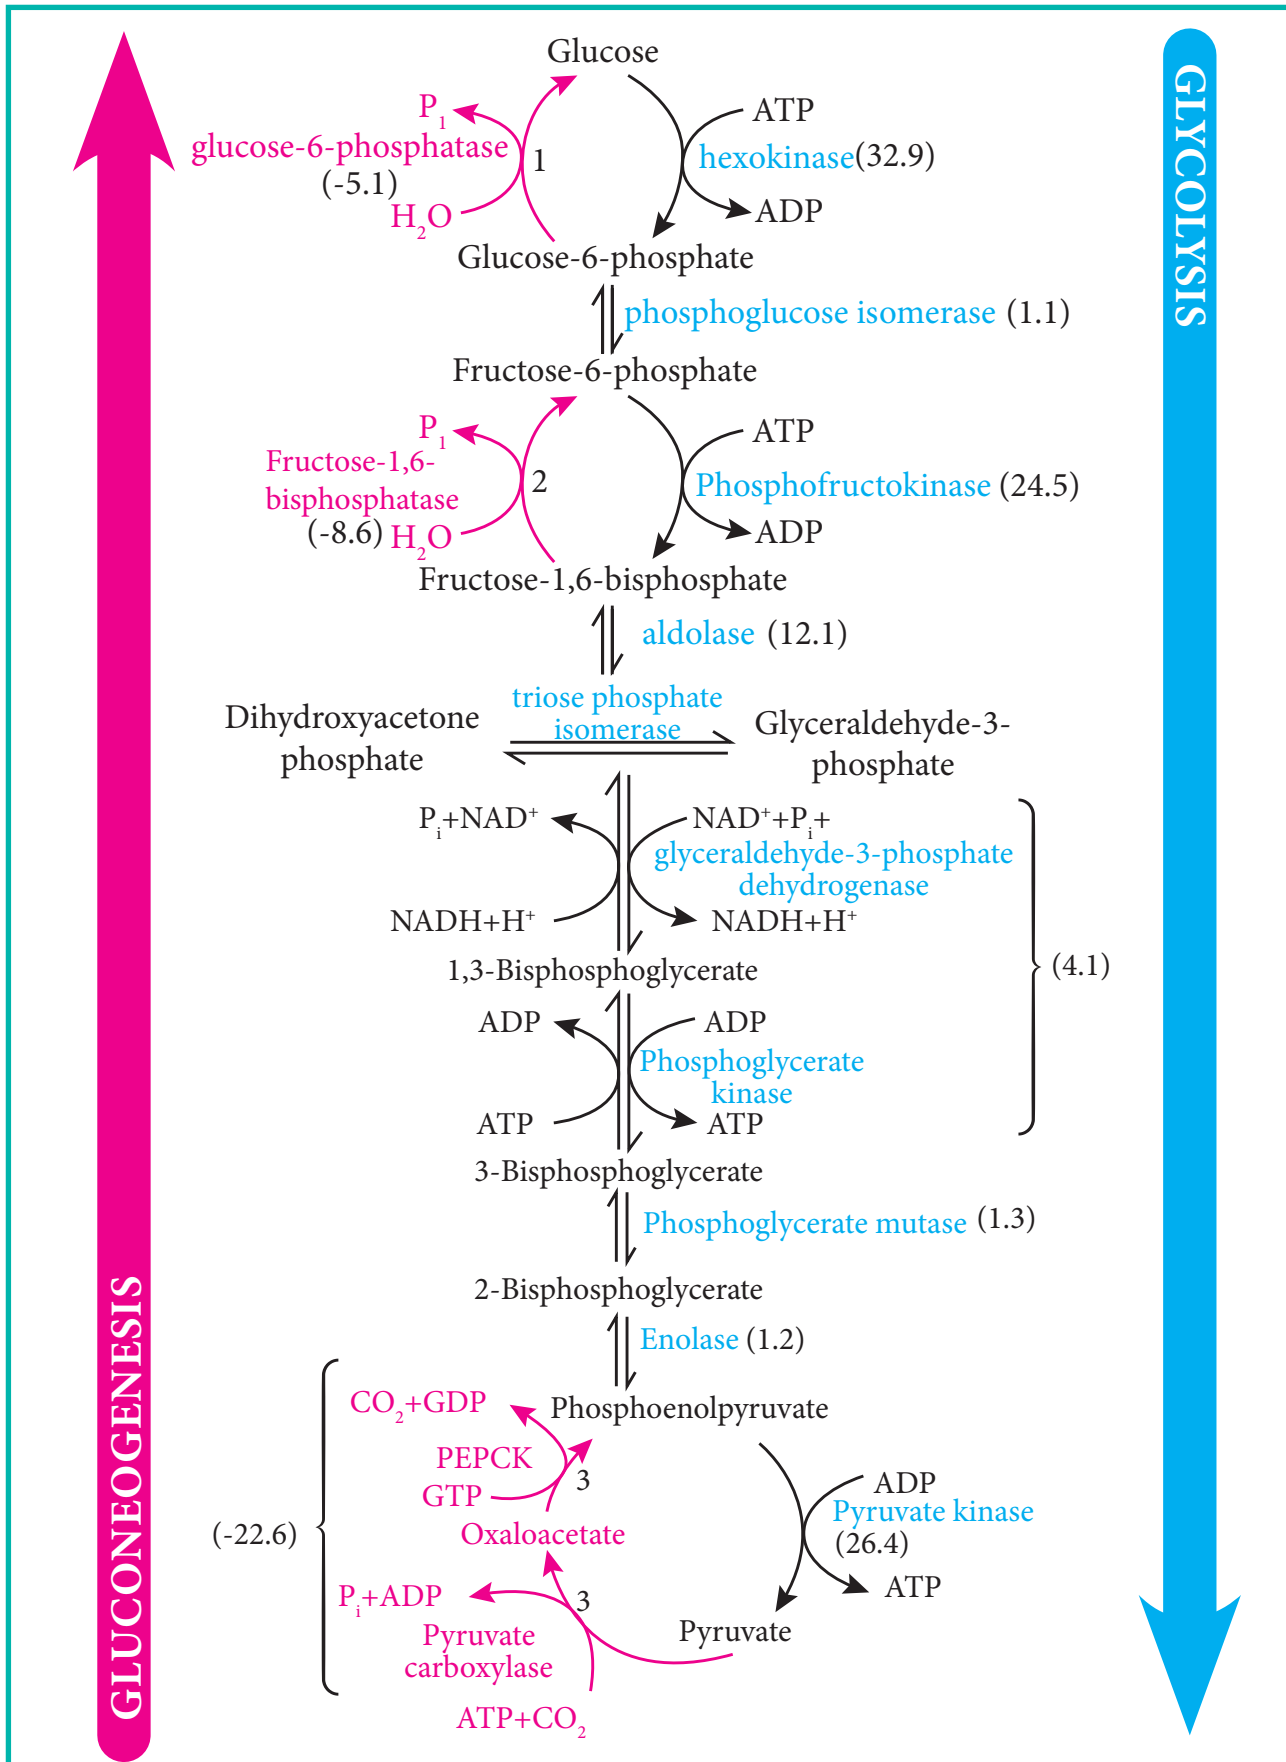 GLUCONEOGENESIS
GLYCOLYSIS
Glucose
P₁
ATP
glucose-6-phosphatase
1
hexokinase(32.9)
(-5.1)
H₂O
ADP
Glucose-6-phosphate
phosphoglucose isomerase (1.1)
Fructose-6-phosphate
P₁
ATP
Fructose-1,6-
bisphosphatase
2
Phosphofructokinase (24.5)
(-8.6) H₂O
ADP
Fructose-1,6-bisphosphate
aldolase (12.1)
triose phosphate
isomerase
Dihydroxyacetone
phosphate
Glyceraldehyde-3-
phosphate
Pᵢ+NAD⁺
NAD⁺+Pᵢ+
glyceraldehyde-3-phosphate
dehydrogenase
NADH+H⁺
NADH+H⁺
(4.1)
1,3-Bisphosphoglycerate
ADP
ADP
Phosphoglycerate
kinase
ATP
ATP
3-Bisphosphoglycerate
Phosphoglycerate mutase (1.3)
2-Bisphosphoglycerate
Enolase (1.2)
CO₂+GDP
Phosphoenolpyruvate
PEPCK
3
GTP
ADP
Pyruvate kinase
(26.4)
(-22.6)
Oxaloacetate
ATP
Pᵢ+ADP
3
Pyruvate
carboxylase
Pyruvate
ATP+CO₂